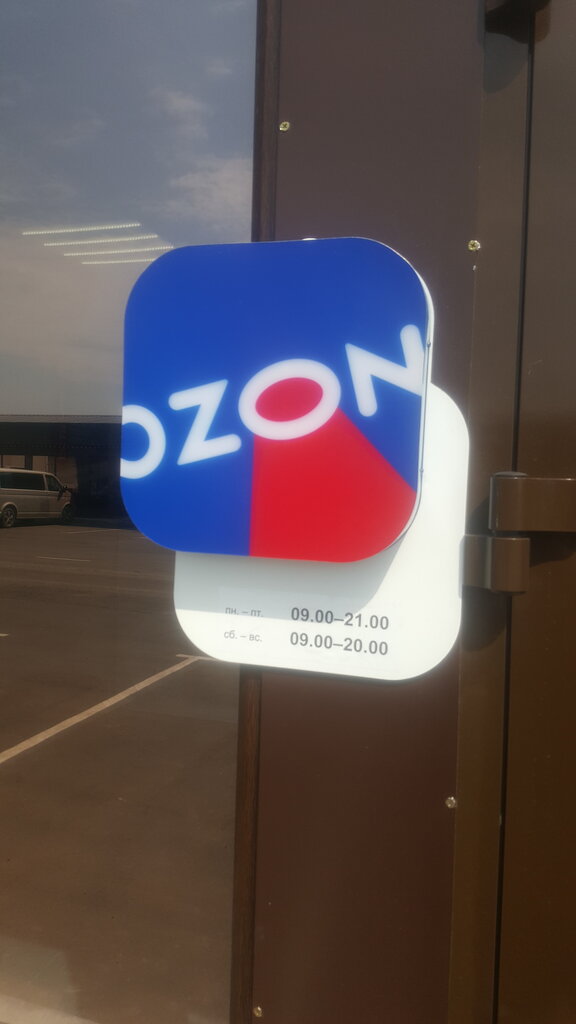 OZON
пн. – пт. 09.00–21.00
сб. – вс. 09.00–20.00